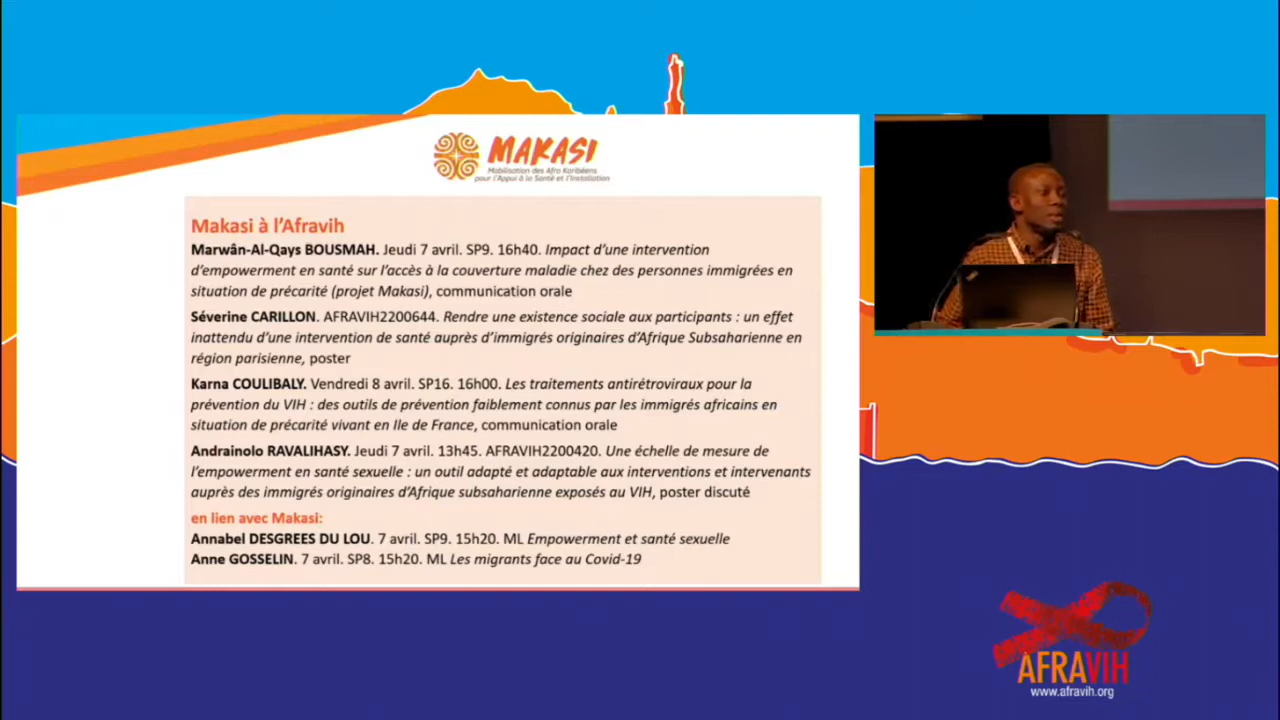 MAKASI
Mobilisation des Afro Karibéens
pour l'Appui à la Santé et l'Installation
Makasi à l'Afravih
Marwân-Al-Qays BOUSMAH. Jeudi 7 avril. SP9. 16h40. Impact d'une intervention
d'empowerment en santé sur l'accès à la couverture maladie chez des personnes immigrées en
situation de précarité (projet Makasi), communication orale
Séverine CARILLON. AFRAVIH2200644. Rendre une existence sociale aux participants : un effet
inattendu d'une intervention de santé auprès d'immigrés originaires d'Afrique Subsaharienne en
région parisienne, poster
Karna COULIBALY. Vendredi 8 avril. SP16. 16h00. Les traitements antirétroviraux pour la
prévention du VIH : des outils de prévention faiblement connus par les immigrés africains en
situation de précarité vivant en Ile de France, communication orale
Andrainolo RAVALIHASY. Jeudi 7 avril. 13h45. AFRAVIH2200420. Une échelle de mesure de
l'empowerment en santé sexuelle : un outil adapté et adaptable aux interventions et intervenants
auprès des immigrés originaires d'Afrique subsaharienne exposés au VIH, poster discuté
en lien avec Makasi:
Annabel DESGREES DU LOU. 7 avril. SP9. 15h20. ML Empowerment et santé sexuelle
Anne GOSSELIN. 7 avril. SP8. 15h20. ML Les migrants face au Covid-19
AFRAVIH
www.afravih.org